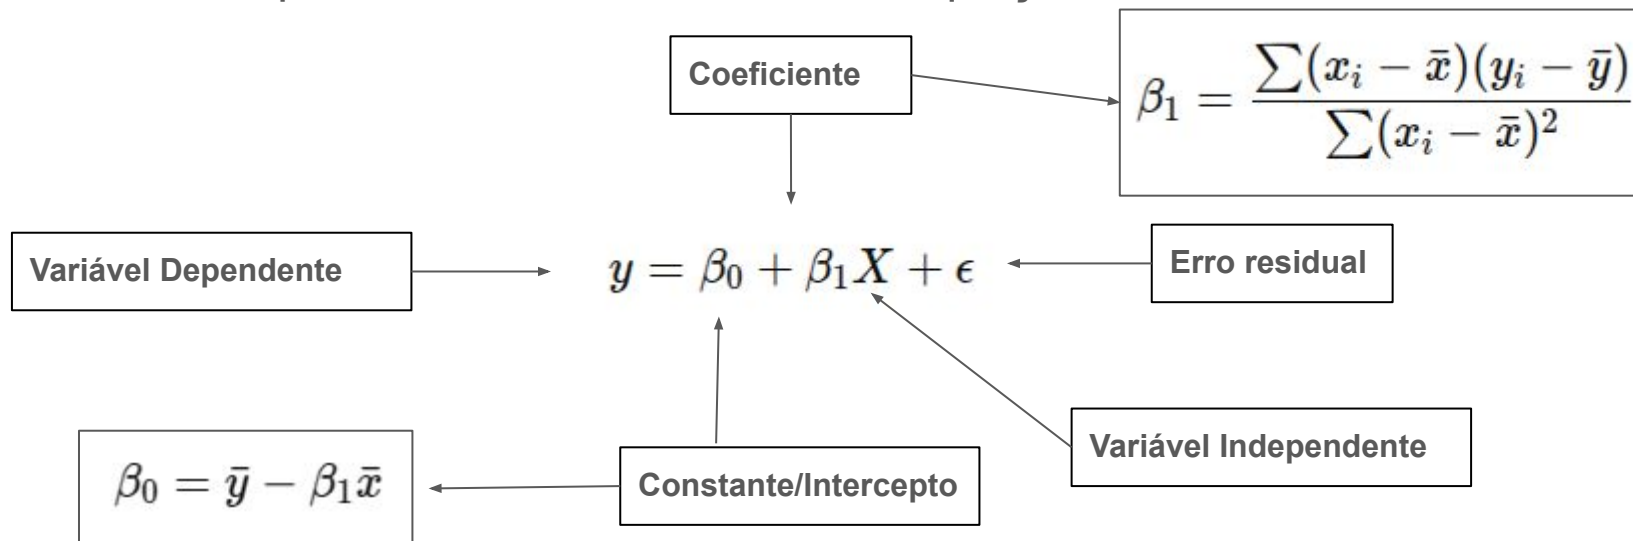 Coeficiente
β₁ = ∑(xᵢ − x̄)(yᵢ − ȳ) / ∑(xᵢ − x̄)²
Variável Dependente
y = β₀ + β₁X + ϵ
Erro residual
Variável Independente
β₀ = ȳ − β₁x̄
Constante/Intercepto